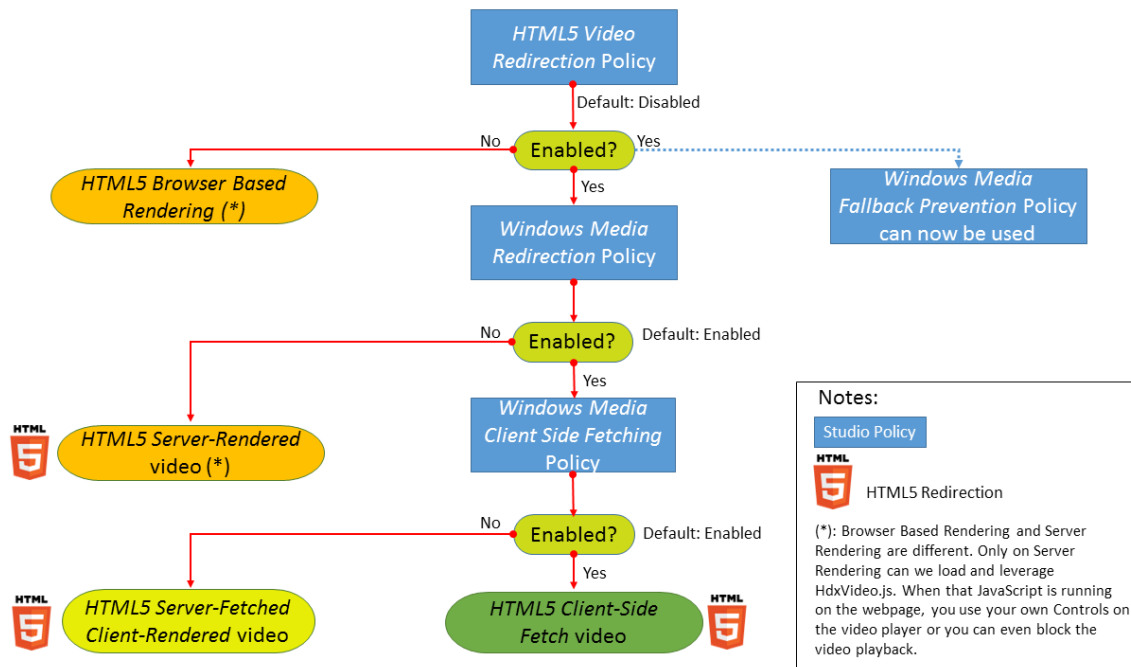 HTML5 Video
Redirection Policy
Default: Disabled
No
Enabled?
Yes
HTML5 Browser Based
Rendering (*)
Yes
Windows Media
Fallback Prevention Policy
can now be used
Windows Media
Redirection Policy
No
Enabled?
Default: Enabled
Yes
HTML
5
HTML5 Server-Rendered
video (*)
Windows Media
Client Side Fetching
Policy
No
Enabled?
Default: Enabled
Yes
HTML
5
HTML5 Server-Fetched
Client-Rendered video
HTML5 Client-Side
Fetch video
HTML
5
Notes:
Studio Policy
HTML
5
HTML5 Redirection
(*): Browser Based Rendering and Server
Rendering are different. Only on Server
Rendering can we load and leverage
HdxVideo.js. When that JavaScript is running
on the webpage, you use your own Controls on
the video player or you can even block the
video playback.